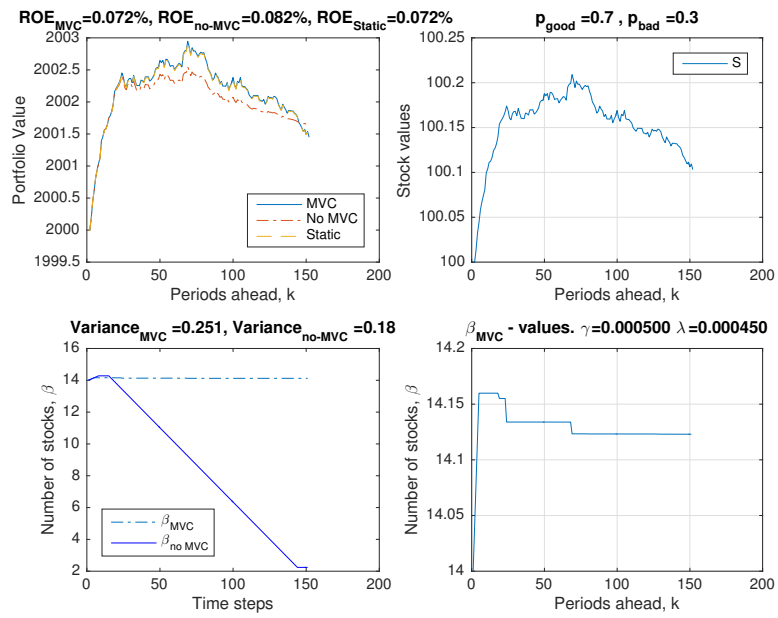 ROE_MVC=0.072%, ROE_no-MVC=0.082%, ROE_Static=0.072%
2003
2002.5
2002
2001.5
2001
2000.5
2000
1999.5
Portfolio Value
MVC
No MVC
Static
0 50 100 150 200
Periods ahead, k
p_good =0.7 , p_bad =0.3
100.25
100.2
100.15
100.1
100.05
100
Stock values
S
0 50 100 150 200
Periods ahead, k
Variance_MVC =0.251, Variance_no-MVC =0.18
16
14
12
10
8
6
4
2
Number of stocks, β
β_MVC
β_no MVC
0 50 100 150 200
Time steps
β_MVC - values. γ=0.000500 λ=0.000450
14.2
14.15
14.1
14.05
14
Number of stocks, β
0 50 100 150 200
Periods ahead, k